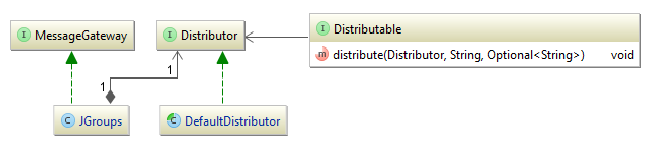 I MessageGateway
I Distributor
I Distributable
m distribute(Distributor, String, Optional<String>) void
1
1
C JGroups
C DefaultDistributor